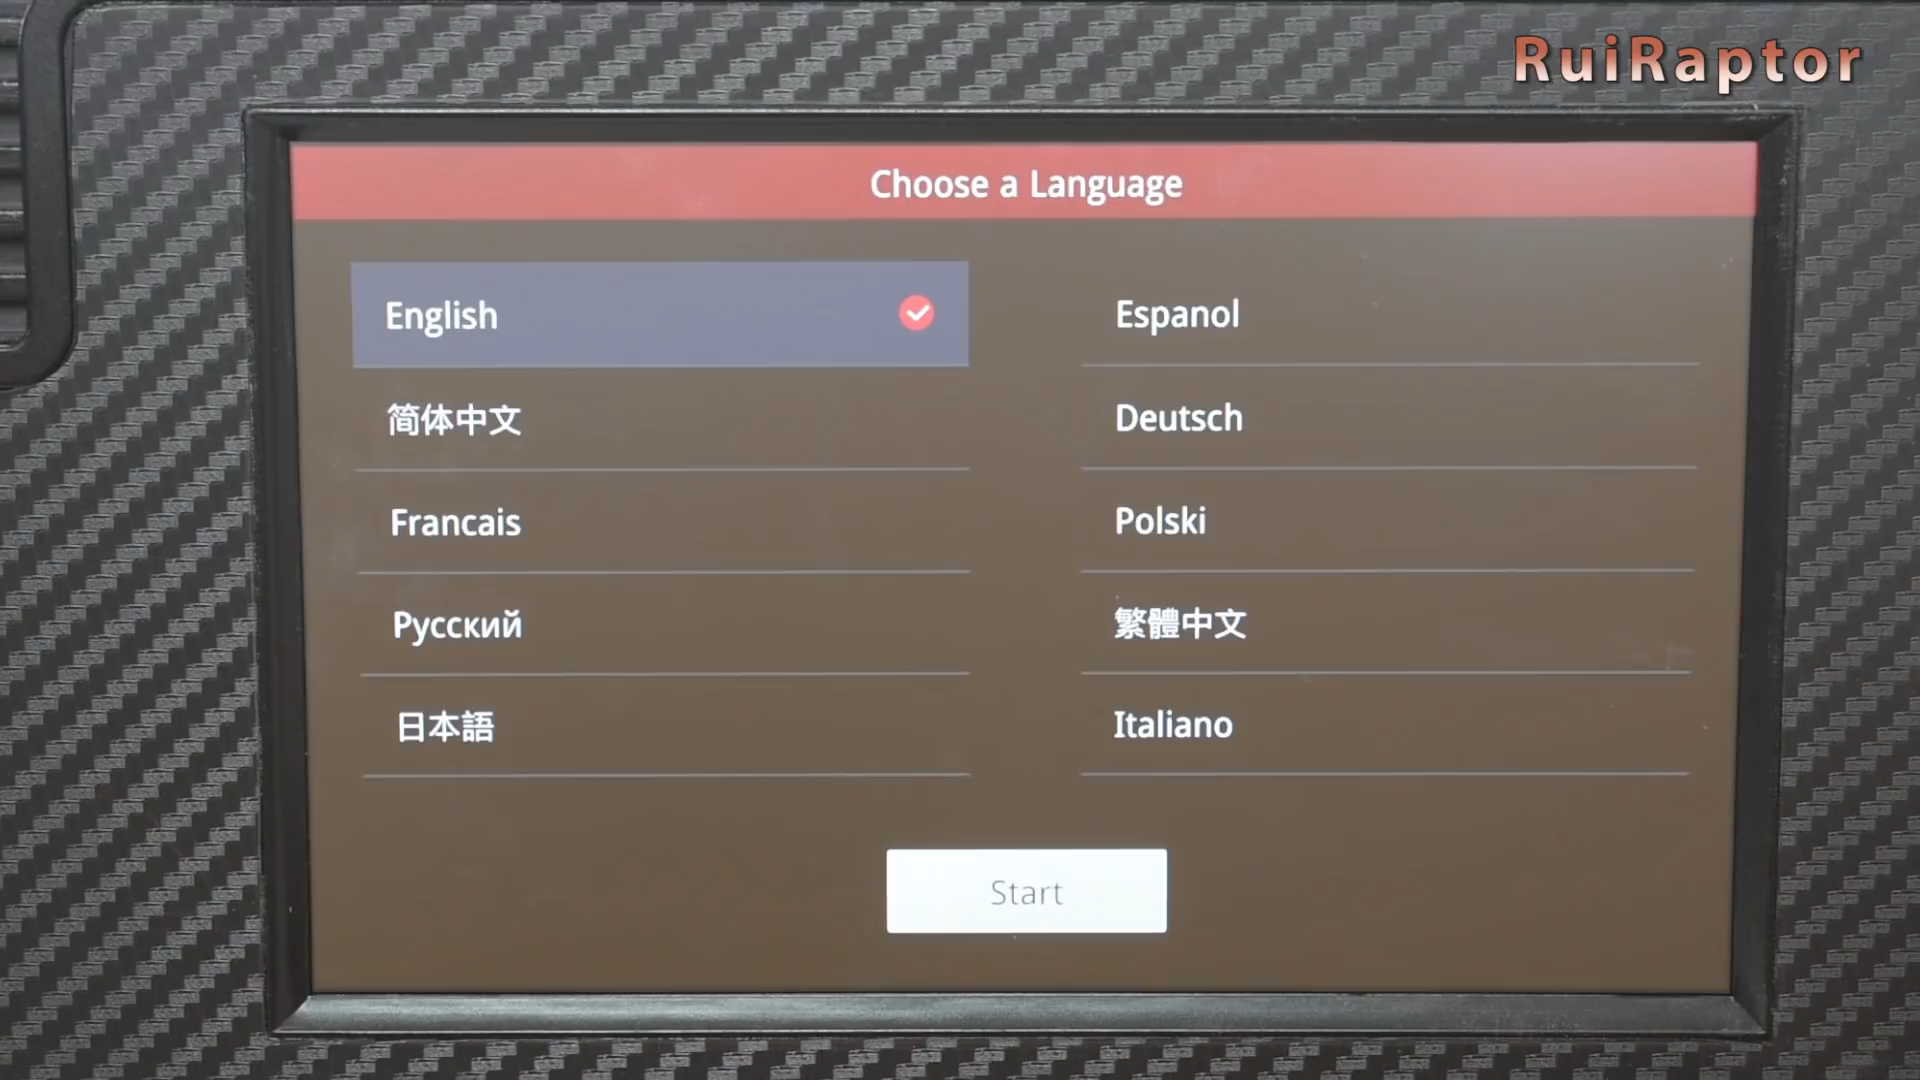 RuiRaptor
Choose a Language
English
Espanol
简体中文
Deutsch
Francais
Polski
Русский
繁體中文
日本語
Italiano
Start